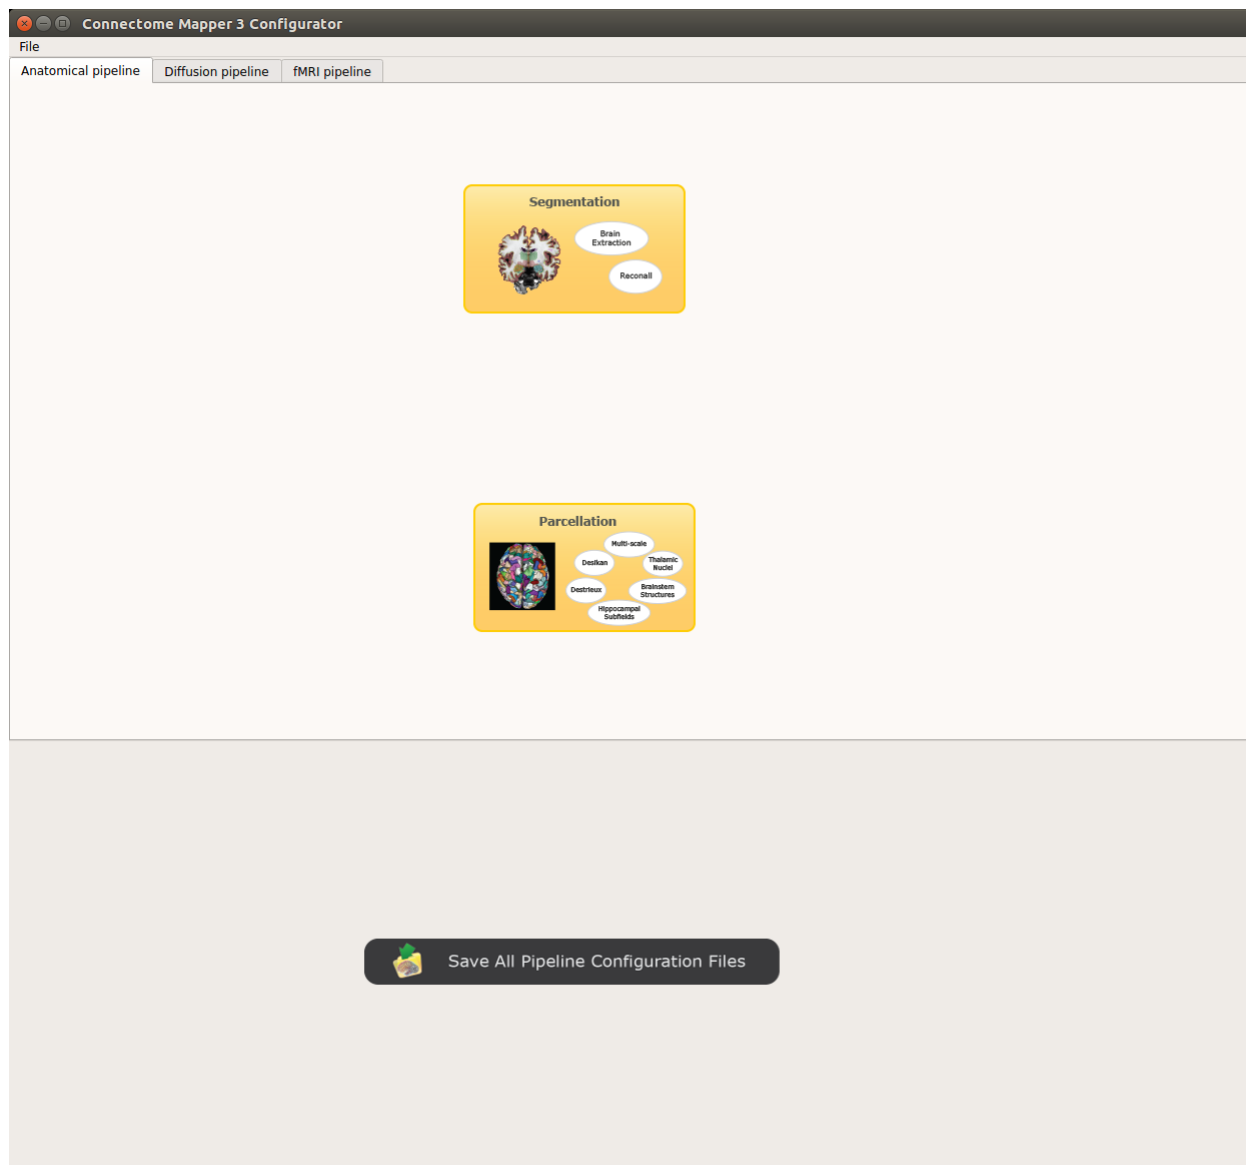 Connectome Mapper 3 Configurator
File
Anatomical pipeline
Diffusion pipeline
fMRI pipeline
Segmentation
Brain
Extraction
Reconall
Parcellation
Multi-scale
Desikan
Thalamic
Nuclei
Destrieux
Brainstem
Structures
Hippocampal
Subfields
Save All Pipeline Configuration Files